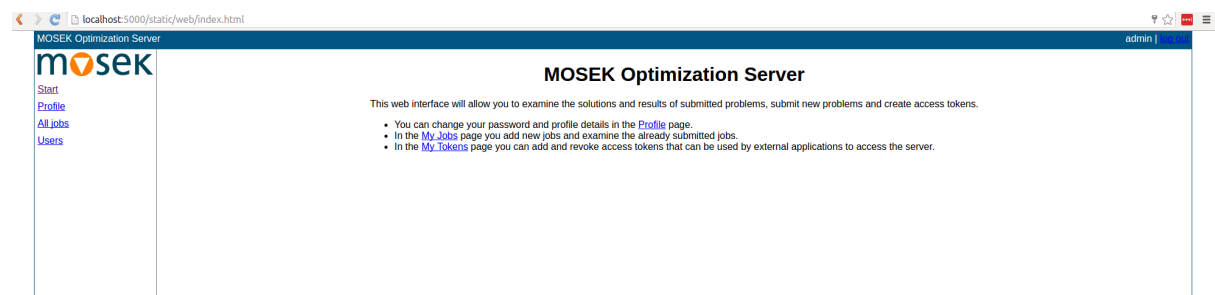 localhost:5000/static/web/index.html
MOSEK Optimization Server
admin | log out
mosek
Start
Profile
All jobs
Users
MOSEK Optimization Server
This web interface will allow you to examine the solutions and results of submitted problems, submit new problems and create access tokens.
• You can change your password and profile details in the Profile page.
• In the My Jobs page you add new jobs and examine the already submitted jobs.
• In the My Tokens page you can add and revoke access tokens that can be used by external applications to access the server.